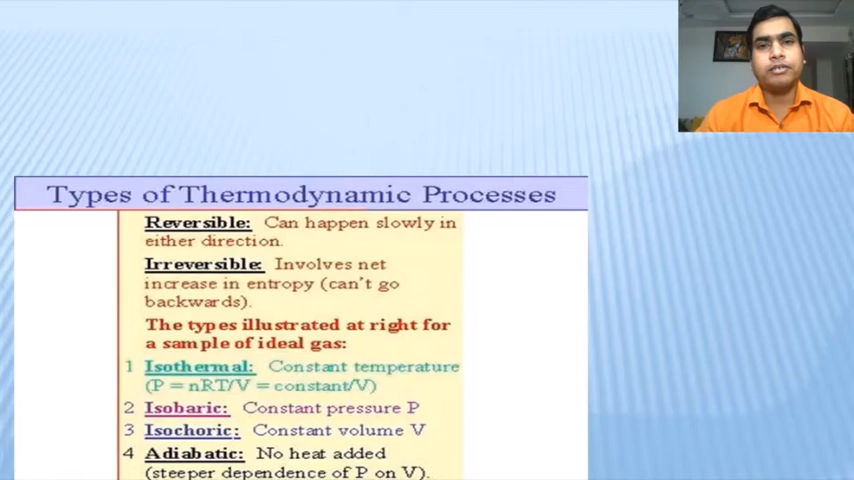 Types of Thermodynamic Processes
Reversible: Can happen slowly in
either direction.
Irreversible: Involves net
increase in entropy (can't go
backwards).
The types illustrated at right for
a sample of ideal gas:
1 Isothermal: Constant temperature
(P = nRT/V = constant/V)
2 Isobaric: Constant pressure P
3 Isochoric: Constant volume V
4 Adiabatic: No heat added
(steeper dependence of P on V).